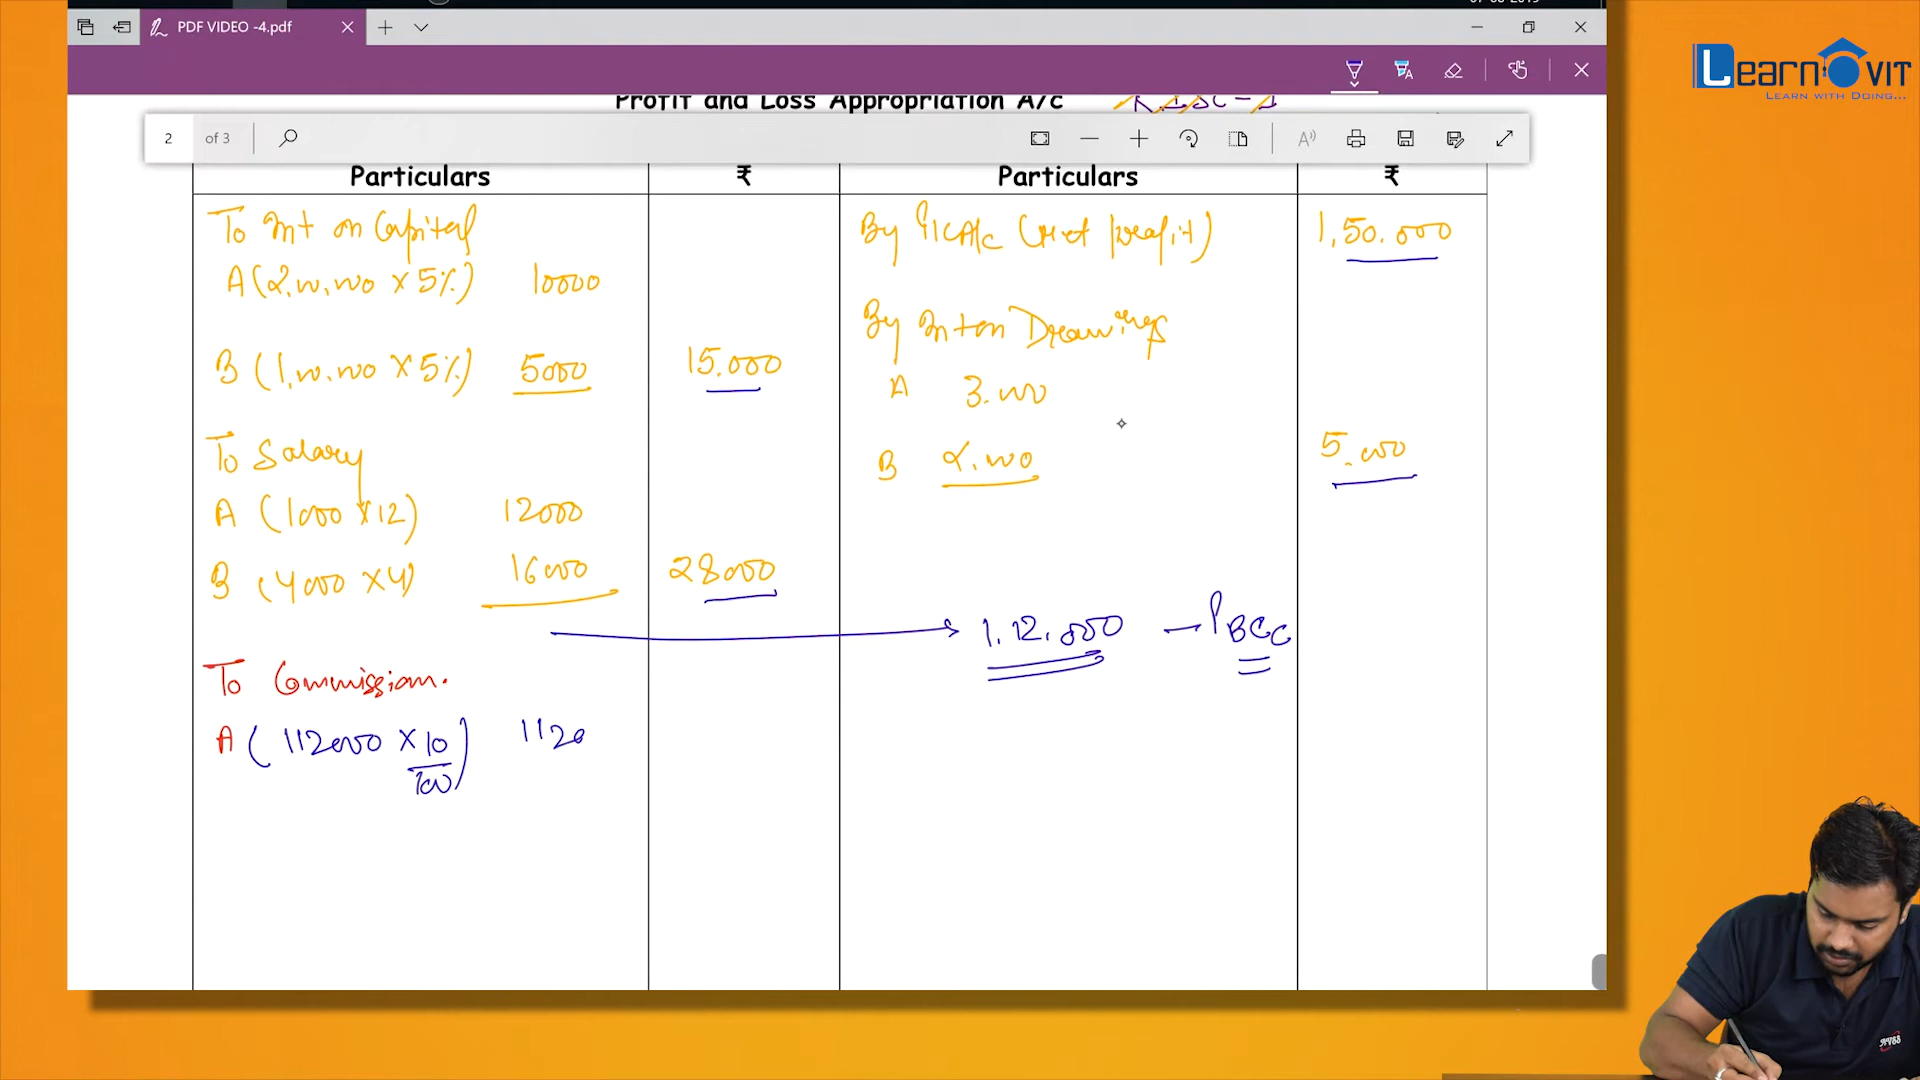 PDF VIDEO -4.pdf
LearnOVIT
LEARN WITH DOING...
Profit and Loss Appropriation A/c
2 of 3
Particulars ₹ Particulars ₹
To Int on Capital
A (2.00.000 X 5%) 10000
B (1.00.000 X 5%) 5000 15.000
To Salary
A (1000 X 12) 12000
B (4000 X 4) 16000 28000
To Commission.
A (112000 X 10/100) 1120
By P/L A/c (Net profit) 1,50.000
By Int on Drawings
A 3.000
B 2.000 5.000
1.12.000 — PBCC